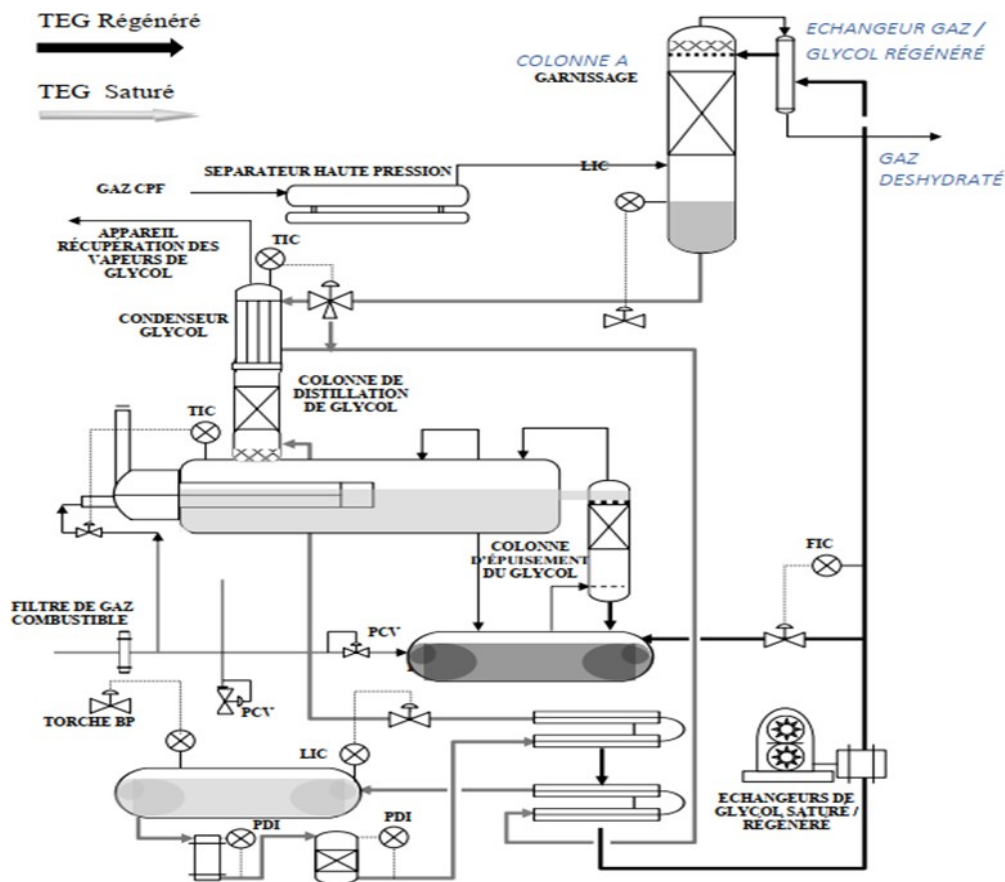 TEG Régénéré
TEG Saturé
ECHANGEUR GAZ /
GLYCOL RÉGÉNÉRÉ
COLONNE A
GARNISSAGE
GAZ
DESHYDRATÉ
SEPARATEUR HAUTE PRESSION
LIC
GAZ CPF
APPAREIL
RÉCUPÉRATION DES
VAPEURS DE
GLYCOL
TIC
CONDENSEUR
GLYCOL
COLONNE DE
DISTILLATION
DE GLYCOL
TIC
COLONNE
D'ÉPUISEMENT
DU GLYCOL
FIC
FILTRE DE GAZ
COMBUSTIBLE
PCV
PCV
TORCHE BP
LIC
PDI
PDI
ECHANGEURS DE
GLYCOL SATURÉ /
RÉGÉNÉRÉ